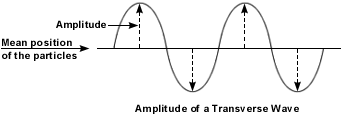 Amplitude
Mean position
of the particles
Amplitude of a Transverse Wave